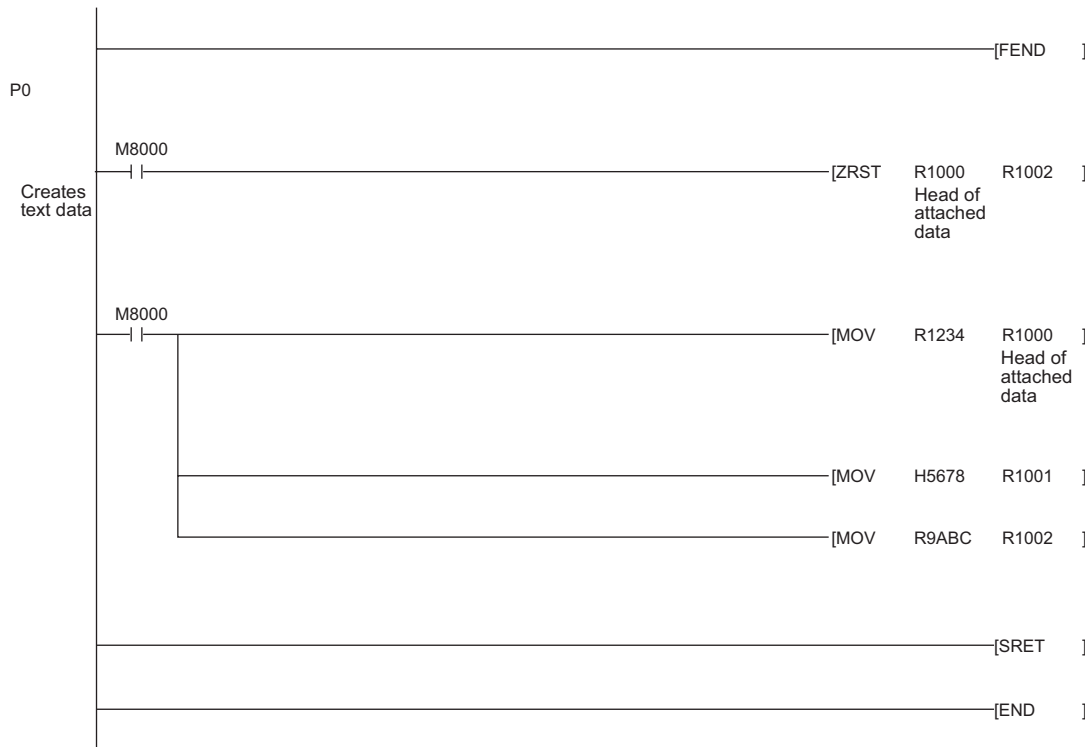 [FEND ]
P0
M8000
[ZRST R1000 R1002 ]
Creates
text data
Head of
attached
data
M8000
[MOV R1234 R1000 ]
Head of
attached
data
[MOV H5678 R1001 ]
[MOV R9ABC R1002 ]
[SRET ]
[END ]